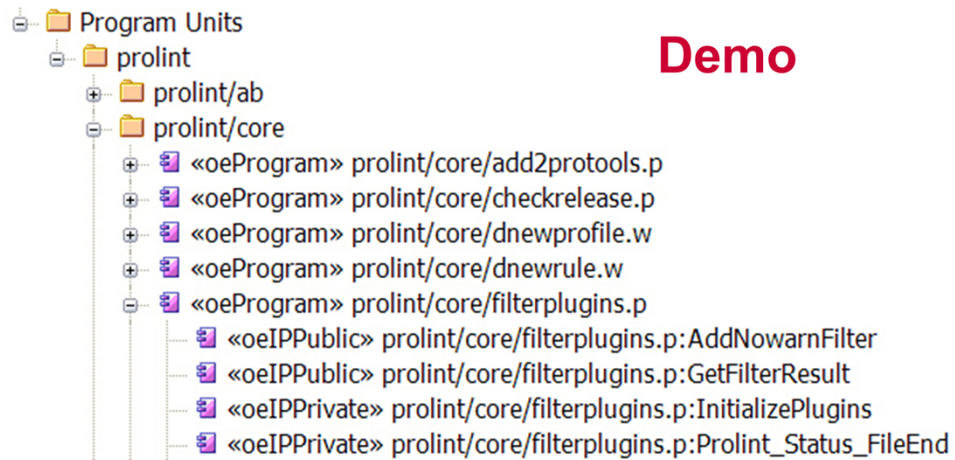 Program Units
Demo
prolint
prolint/ab
prolint/core
«oeProgram» prolint/core/add2protools.p
«oeProgram» prolint/core/checkrelease.p
«oeProgram» prolint/core/dnewprofile.w
«oeProgram» prolint/core/dnewrule.w
«oeProgram» prolint/core/filterplugins.p
«oeIPPublic» prolint/core/filterplugins.p:AddNowarnFilter
«oeIPPublic» prolint/core/filterplugins.p:GetFilterResult
«oeIPPrivate» prolint/core/filterplugins.p:InitializePlugins
«oeIPPrivate» prolint/core/filterplugins.p:Prolint_Status_FileEnd